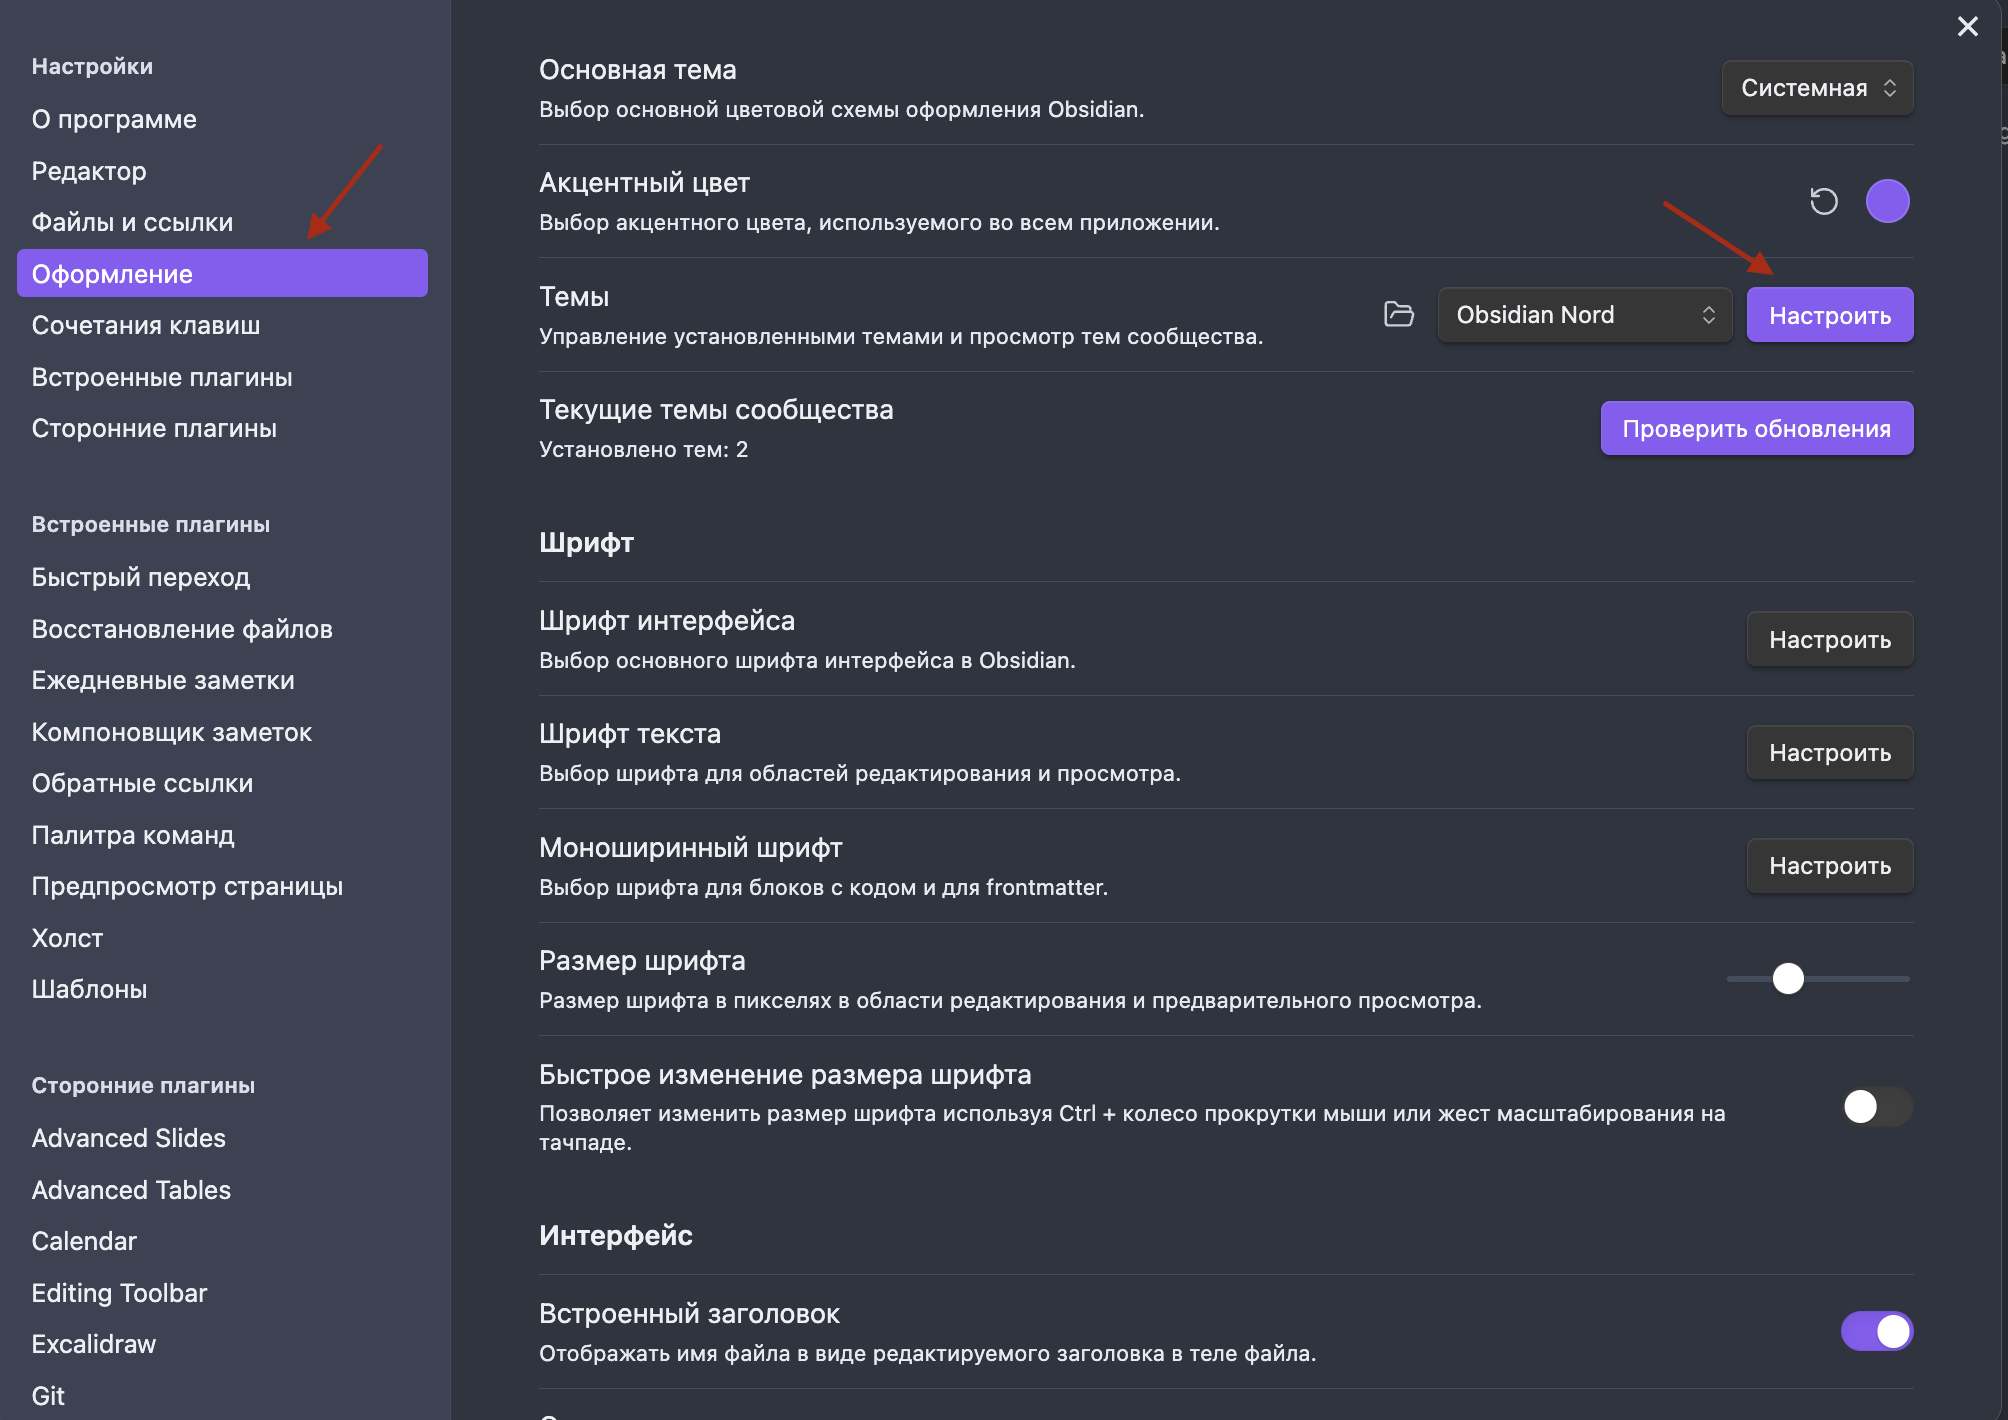 Настройки
О программе
Редактор
Файлы и ссылки
Оформление
Сочетания клавиш
Встроенные плагины
Сторонние плагины
Встроенные плагины
Быстрый переход
Восстановление файлов
Ежедневные заметки
Компоновщик заметок
Обратные ссылки
Палитра команд
Предпросмотр страницы
Холст
Шаблоны
Сторонние плагины
Advanced Slides
Advanced Tables
Calendar
Editing Toolbar
Excalidraw
Git
Основная тема
Выбор основной цветовой схемы оформления Obsidian.
Системная
Акцентный цвет
Выбор акцентного цвета, используемого во всем приложении.
Темы
Управление установленными темами и просмотр тем сообщества.
Obsidian Nord
Настроить
Текущие темы сообщества
Установлено тем: 2
Проверить обновления
Шрифт
Шрифт интерфейса
Выбор основного шрифта интерфейса в Obsidian.
Настроить
Шрифт текста
Выбор шрифта для областей редактирования и просмотра.
Настроить
Моноширинный шрифт
Выбор шрифта для блоков с кодом и для frontmatter.
Настроить
Размер шрифта
Размер шрифта в пикселях в области редактирования и предварительного просмотра.
Быстрое изменение размера шрифта
Позволяет изменить размер шрифта используя Ctrl + колесо прокрутки мыши или жест масштабирования на
тачпаде.
Интерфейс
Встроенный заголовок
Отображать имя файла в виде редактируемого заголовка в теле файла.